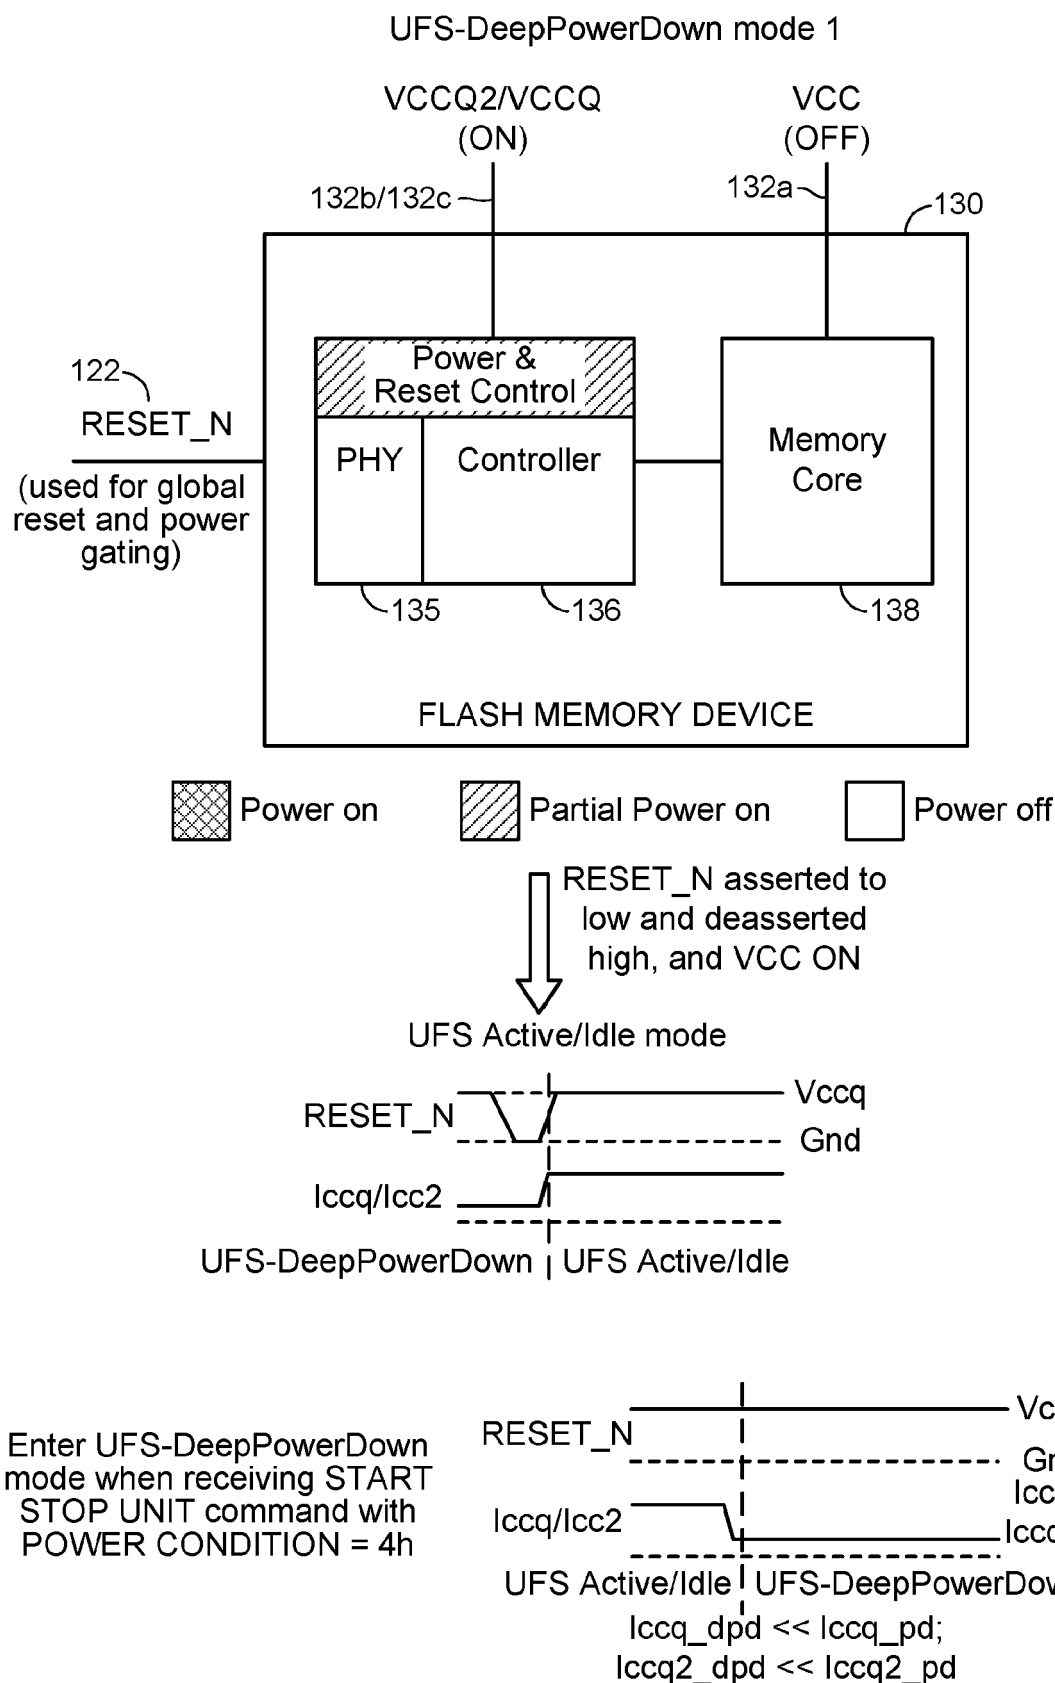 UFS-DeepPowerDown mode 1
VCCQ2/VCCQ
(ON)
VCC
(OFF)
132b/132c
132a
130
122
RESET_N
(used for global
reset and power
gating)
Power &
Reset Control
PHY
Controller
Memory
Core
135
136
138
FLASH MEMORY DEVICE
Power on
Partial Power on
Power off
RESET_N asserted to
low and deasserted
high, and VCC ON
UFS Active/Idle mode
RESET_N
Vccq
Gnd
Iccq/Icc2
UFS-DeepPowerDown
UFS Active/Idle
Enter UFS-DeepPowerDown
mode when receiving START
STOP UNIT command with
POWER CONDITION = 4h
RESET_N
Iccq/Icc2
UFS Active/Idle
Iccq_dpd << Iccq_pd;
Iccq2_dpd << Iccq2_pd